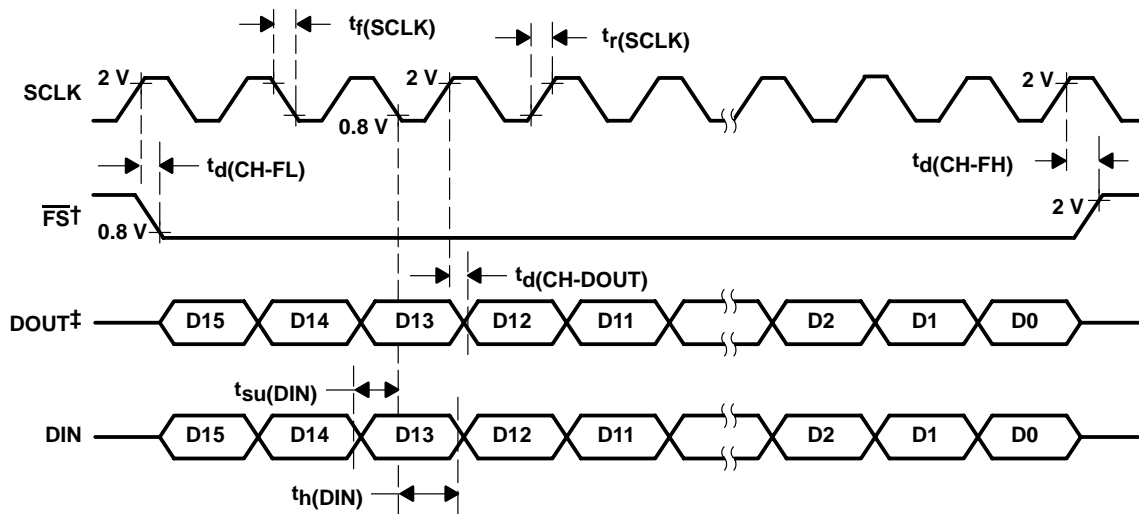 tf(SCLK)
tr(SCLK)
2 V
2 V
2 V
SCLK
0.8 V
td(CH-FL)
td(CH-FH)
FS†
2 V
0.8 V
td(CH-DOUT)
DOUT‡
D15 D14 D13 D12 D11 D2 D1 D0
tsu(DIN)
DIN
D15 D14 D13 D12 D11 D2 D1 D0
th(DIN)